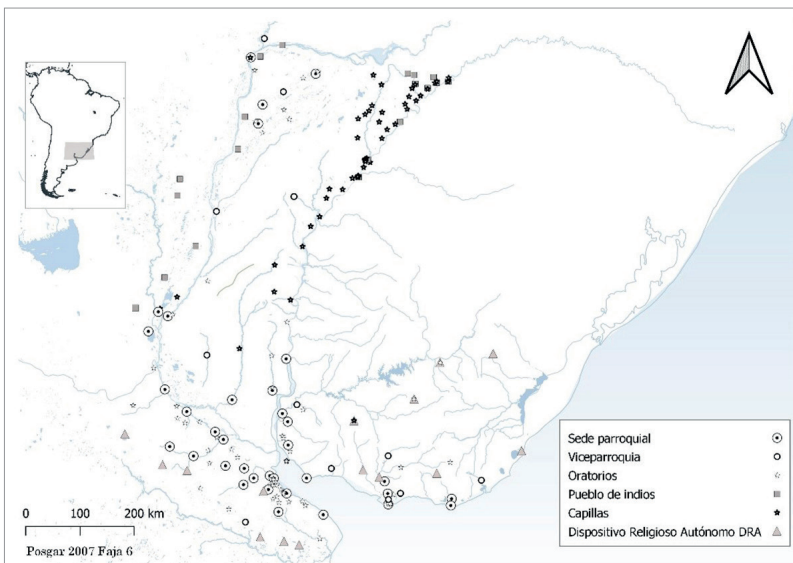 Sede parroquial
Viceparroquia
Oratorios
Pueblo de indios
Capillas
Dispositivo Religioso Autónomo DRA
0 100 200 km
Posgar 2007 Faja 6